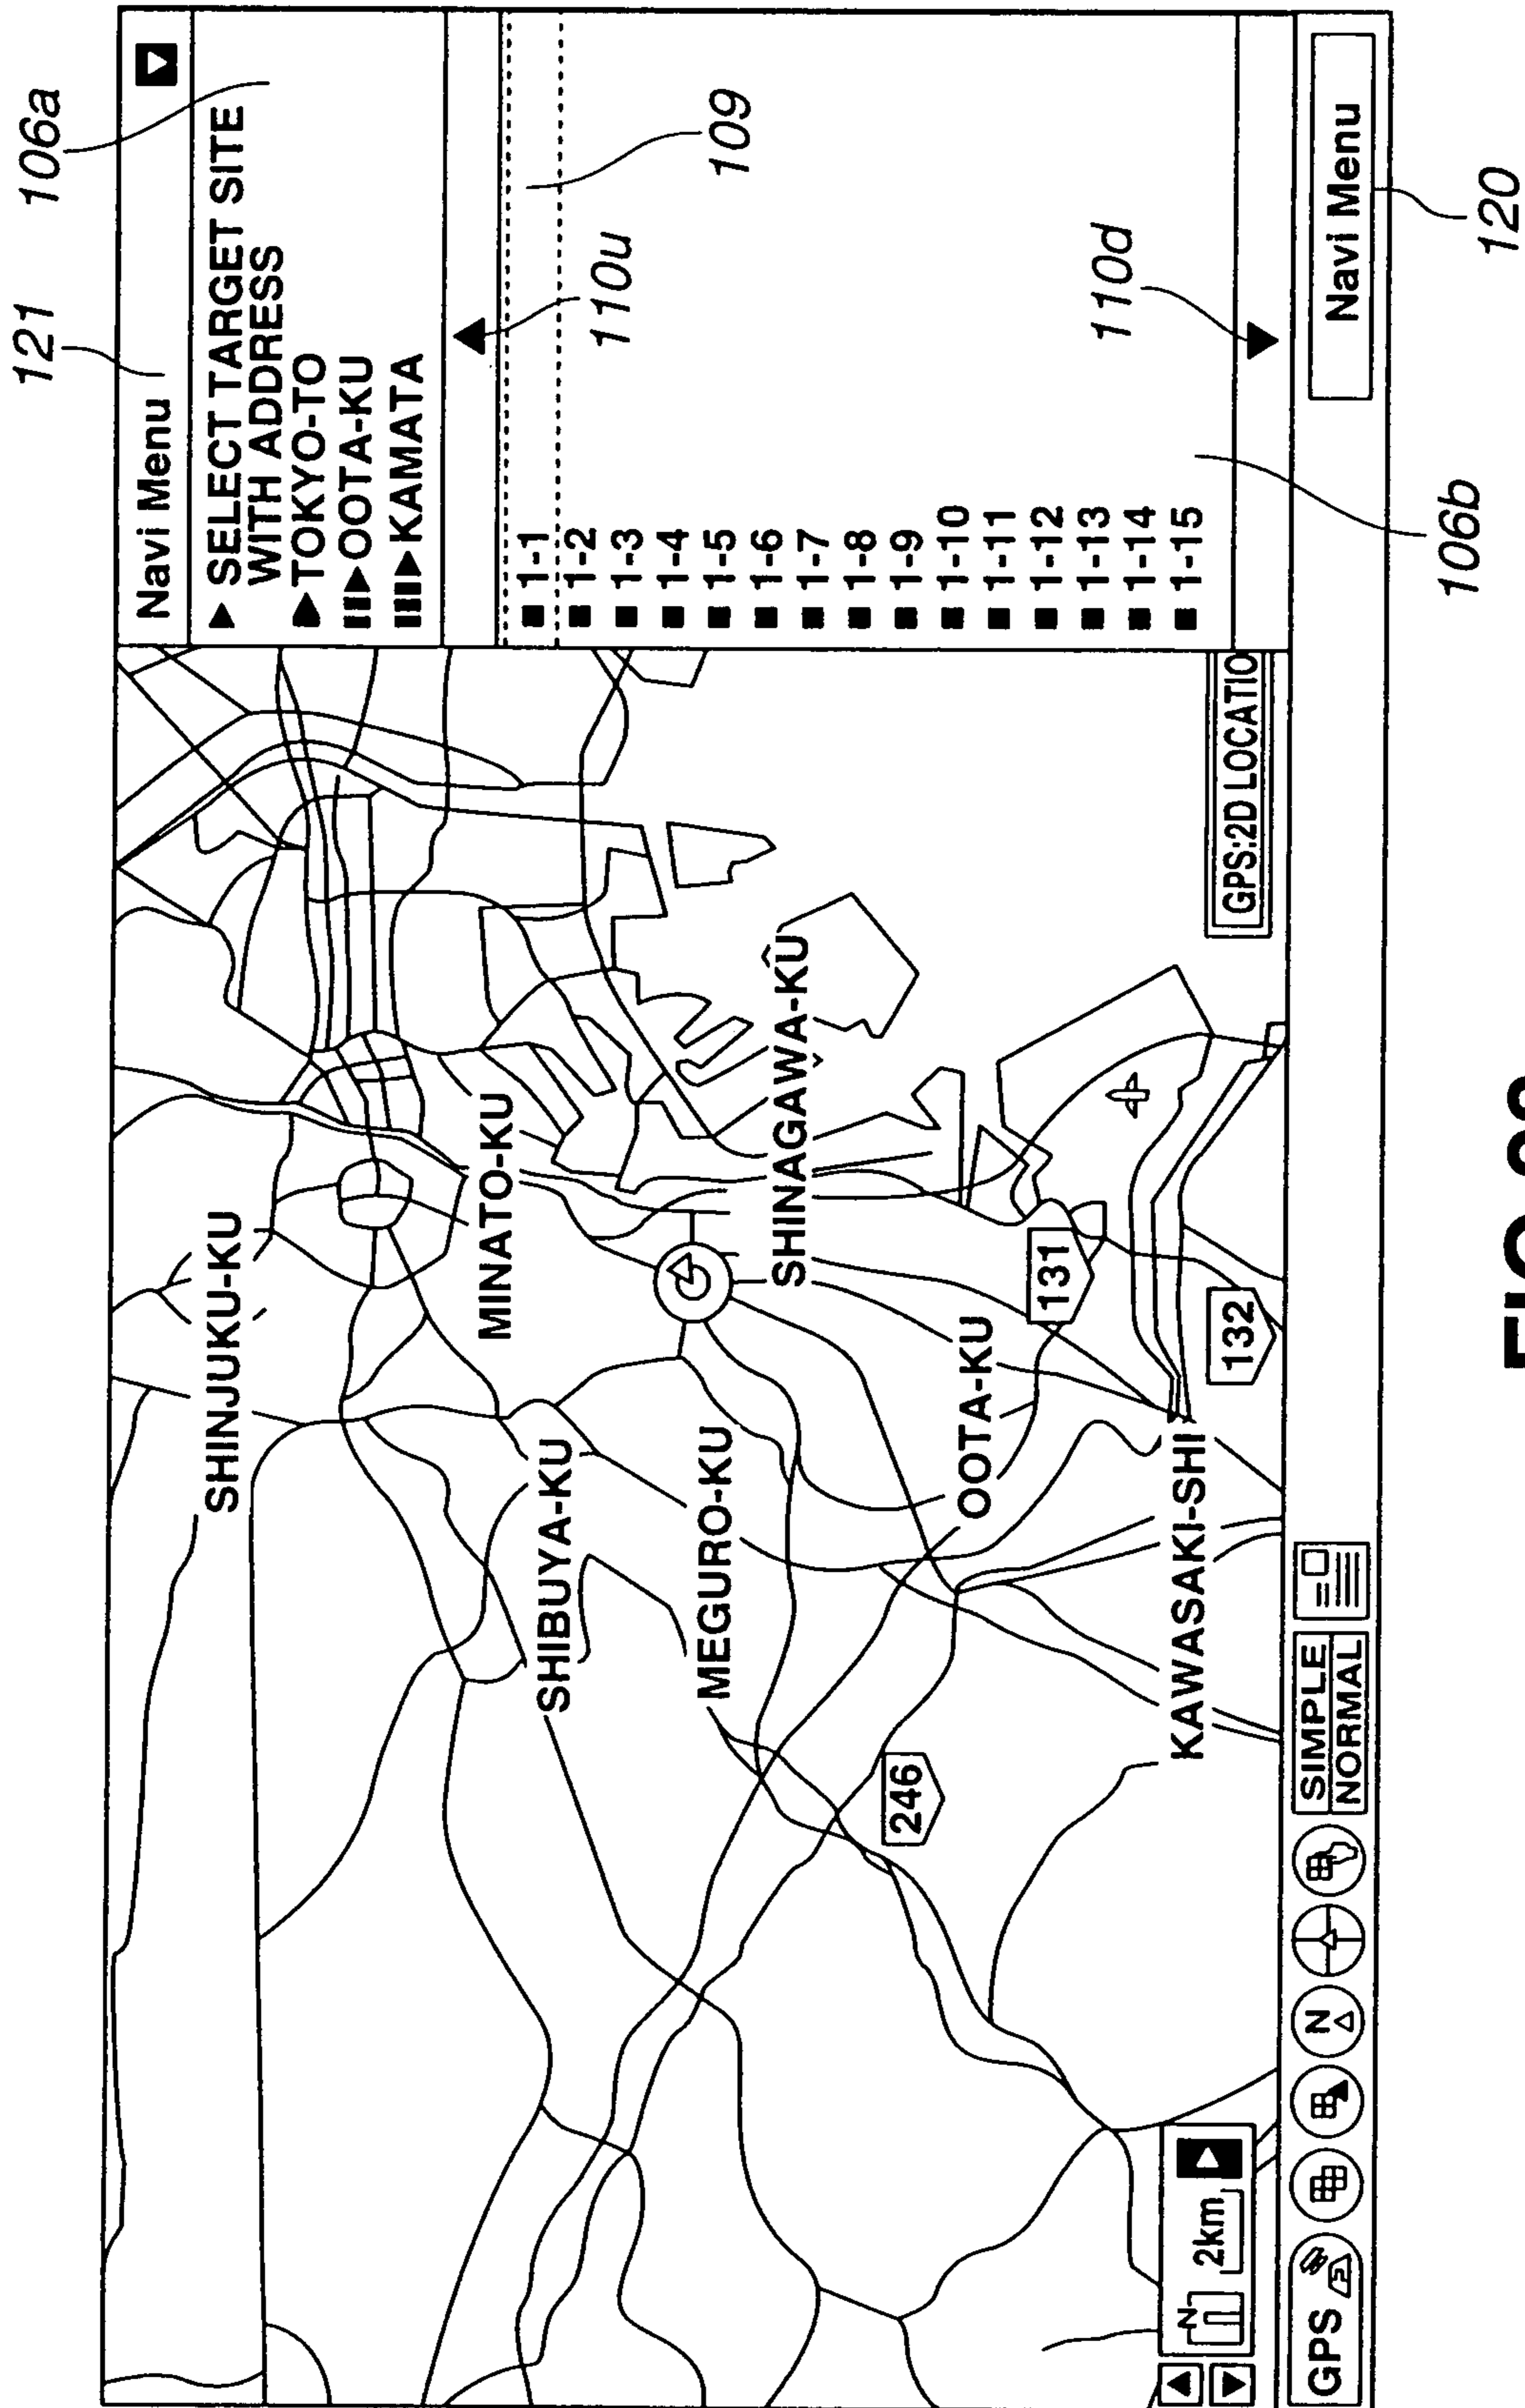 121
106a
Navi Menu
SELECT TARGET SITE
WITH ADDRESS
TOKYO-TO
OOTA-KU
KAMATA
110u
109
1-1
1-2
1-3
1-4
1-5
1-6
1-7
1-8
1-9
1-10
1-11
1-12
1-13
1-14
1-15
110d
106b
Navi Menu
120
SHINJUKU-KU
MINATO-KU
SHIBUYA-KU
MEGURO-KU
SHINAGAWA-KU
OOTA-KU
131
246
KAWASAKI-SHI
132
GPS:2D LOCATIO
N 2km
GPS
N
SIMPLE
NORMAL